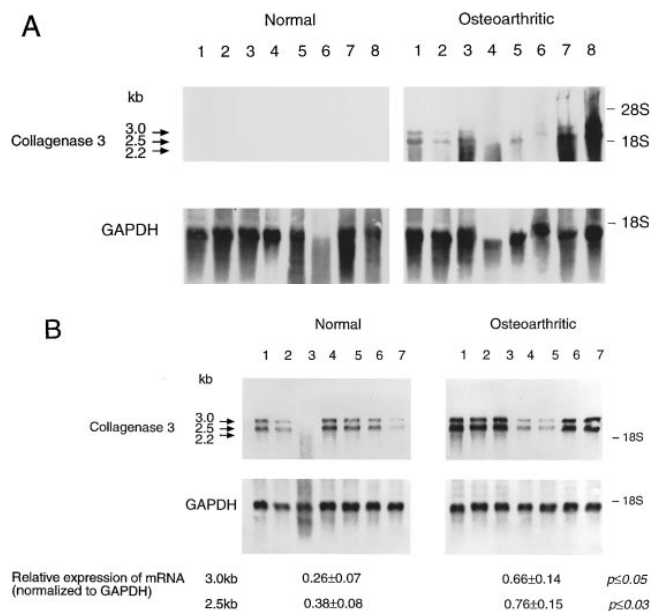 A
Normal Osteoarthritic
1 2 3 4 5 6 7 8 1 2 3 4 5 6 7 8
kb
28S
3.0
Collagenase 3 2.5 18S
2.2
18S
GAPDH
B
Normal Osteoarthritic
1 2 3 4 5 6 7 1 2 3 4 5 6 7
kb
3.0
Collagenase 3 2.5
2.2 18S
18S
GAPDH
Relative expression of mRNA 3.0kb 0.26±0.07 0.66±0.14 p≤0.05
(normalized to GAPDH)
2.5kb 0.38±0.08 0.76±0.15 p≤0.03